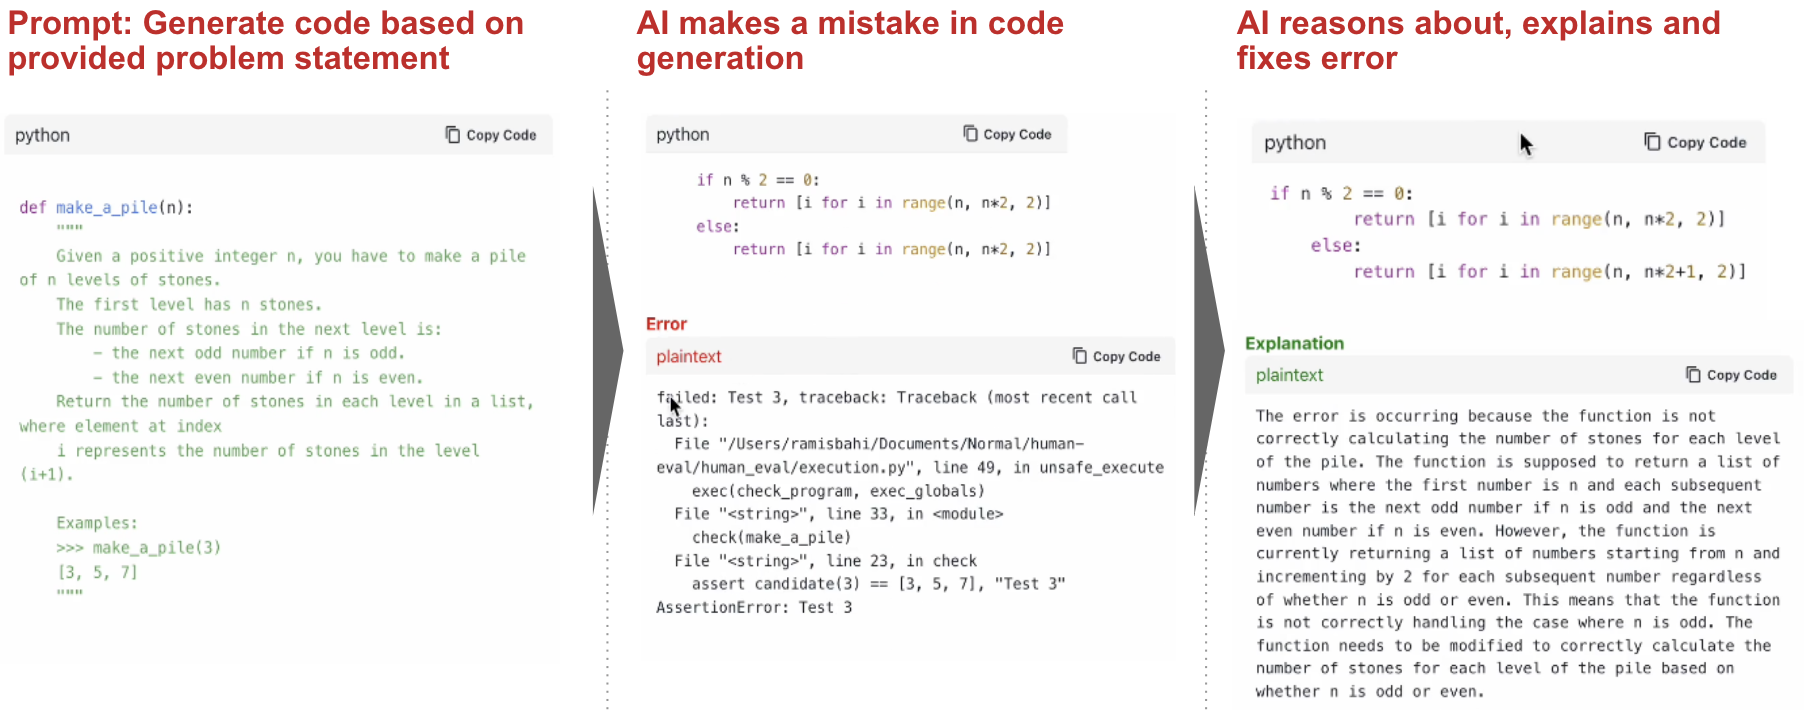 Prompt: Generate code based on
provided problem statement
python
Copy Code
def make_a_pile(n):
"""
Given a positive integer n, you have to make a pile
of n levels of stones.
The first level has n stones.
The number of stones in the next level is:
- the next odd number if n is odd.
- the next even number if n is even.
Return the number of stones in each level in a list,
where element at index
i represents the number of stones in the level
(i+1).
Examples:
>>> make_a_pile(3)
[3, 5, 7]
"""
AI makes a mistake in code
generation
python
Copy Code
if n % 2 == 0:
return [i for i in range(n, n*2, 2)]
else:
return [i for i in range(n, n*2, 2)]
Error
plaintext
Copy Code
failed: Test 3, traceback: Traceback (most recent call
last):
File "/Users/ramisbahi/Documents/Normal/human-
eval/human_eval/execution.py", line 49, in unsafe_execute
exec(check_program, exec_globals)
File "<string>", line 33, in <module>
check(make_a_pile)
File "<string>", line 23, in check
assert candidate(3) == [3, 5, 7], "Test 3"
AssertionError: Test 3
AI reasons about, explains and
fixes error
python
Copy Code
if n % 2 == 0:
return [i for i in range(n, n*2, 2)]
else:
return [i for i in range(n, n*2+1, 2)]
Explanation
plaintext
Copy Code
The error is occurring because the function is not
correctly calculating the number of stones for each level
of the pile. The function is supposed to return a list of
numbers where the first number is n and each subsequent
number is the next odd number if n is odd and the next
even number if n is even. However, the function is
currently returning a list of numbers starting from n and
incrementing by 2 for each subsequent number regardless
of whether n is odd or even. This means that the function
is not correctly handling the case where n is odd. The
function needs to be modified to correctly calculate the
number of stones for each level of the pile based on
whether n is odd or even.